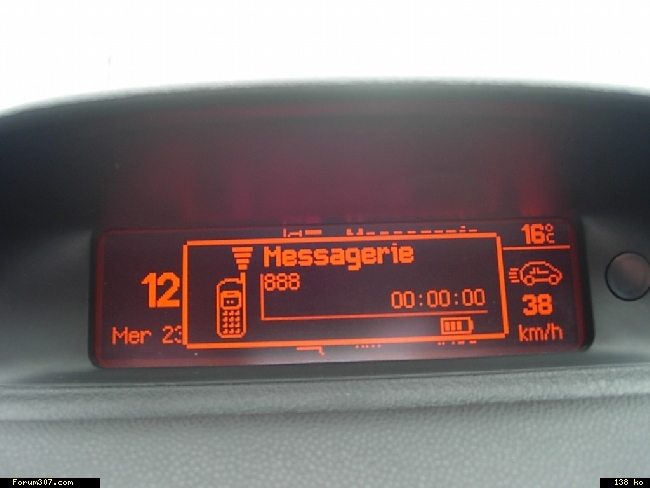 16°C
Messagerie
888
12
00:00:00
38
Mer 23
km/h
Forum307.com
138 ko